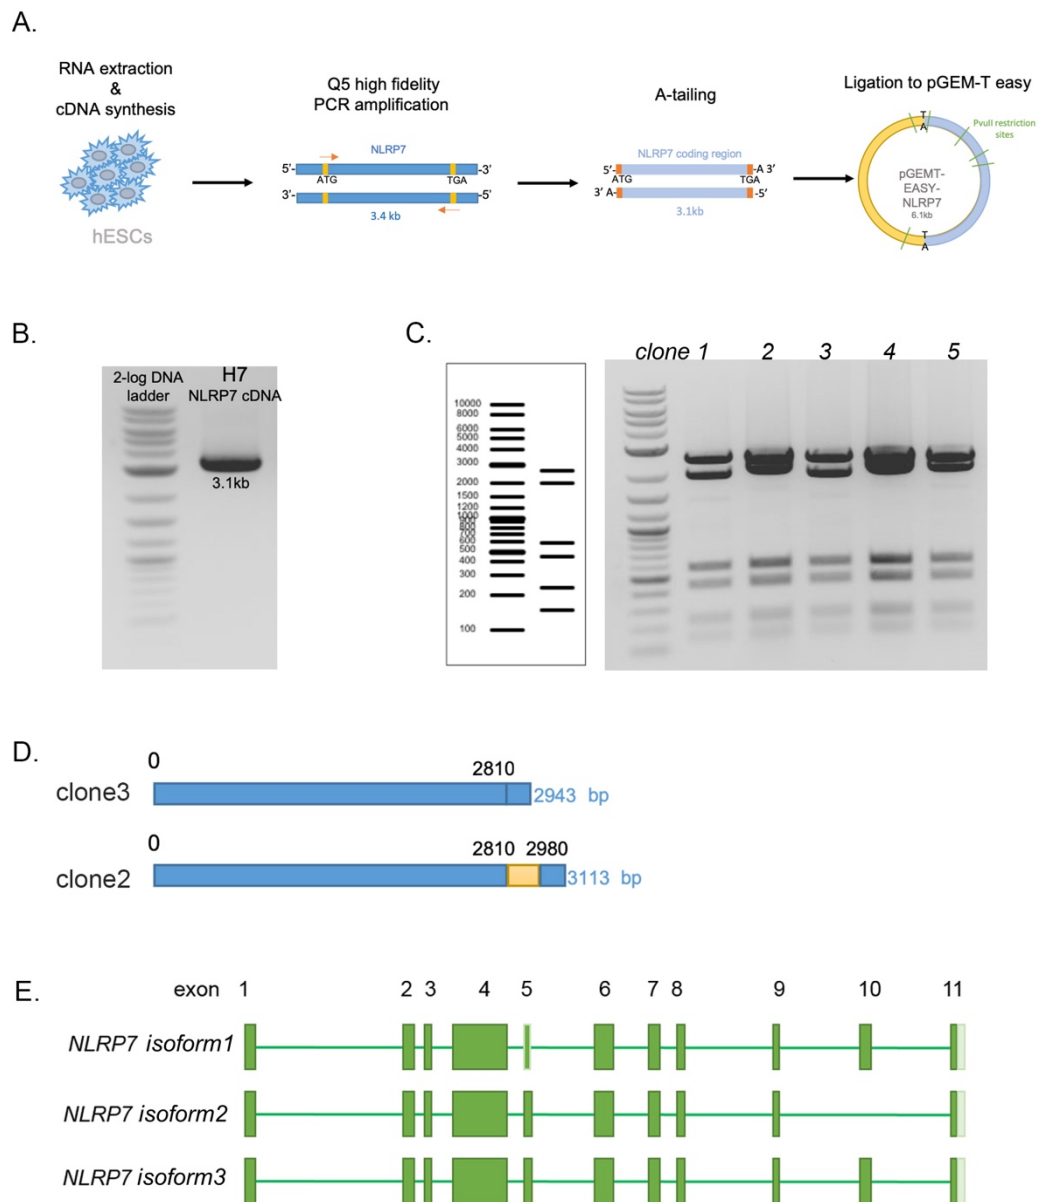 A.
RNA extraction
&
cDNA synthesis
hESCs
Q5 high fidelity
PCR amplification
NLRP7
5'- -3'
ATG TGA
3'- -5'
3.4 kb
A-tailing
NLRP7 coding region
5'- -A 3'
ATG TGA
3' A- -5'
3.1kb
Ligation to pGEM-T easy
T
A
PvuII restriction
sites
pGEMT-
EASY-
NLRP7
6.1kb
T
A
B.
2-log DNA
ladder
H7
NLRP7 cDNA
3.1kb
C.
10000
8000
6000
5000
4000
3000
2000
1500
1200
1000
900
800
700
600
500
400
300
200
100
clone 1 2 3 4 5
D.
0 2810
clone3 2943 bp
0 2810 2980
clone2 3113 bp
E.
exon 1 2 3 4 5 6 7 8 9 10 11
NLRP7 isoform1
NLRP7 isoform2
NLRP7 isoform3